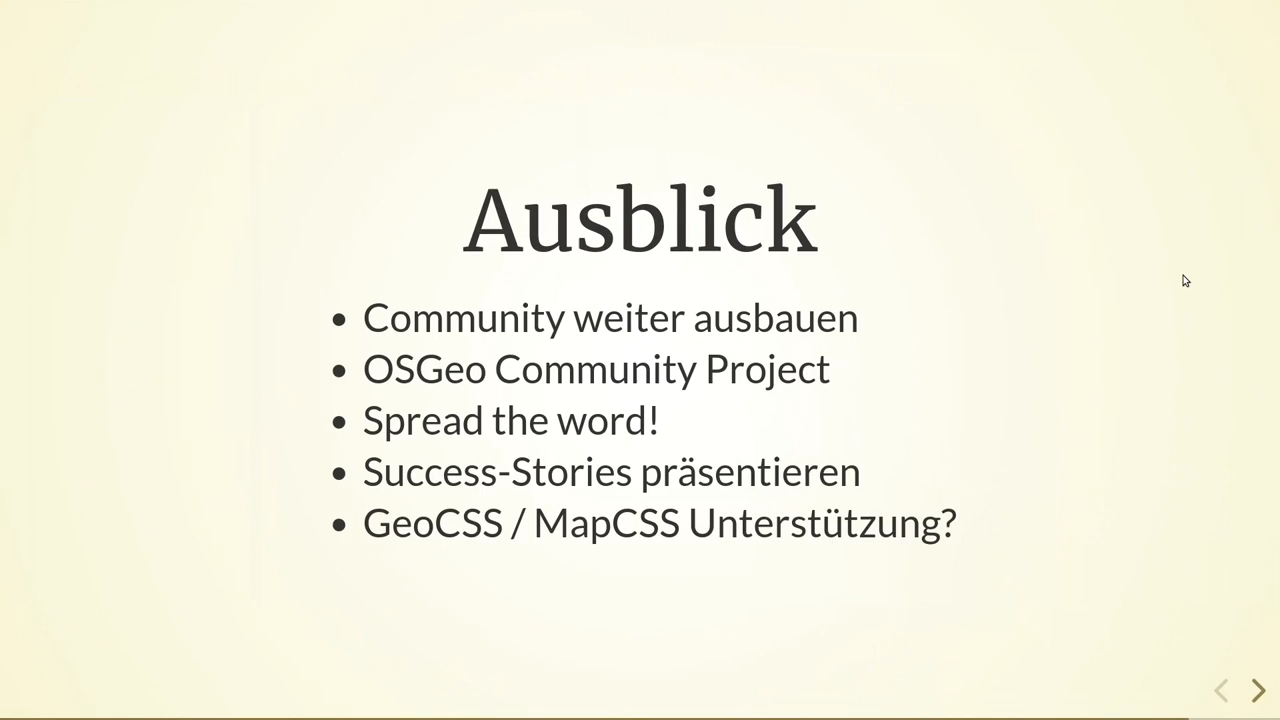 Ausblick
• Community weiter ausbauen
• OSGeo Community Project
• Spread the word!
• Success-Stories präsentieren
• GeoCSS / MapCSS Unterstützung?